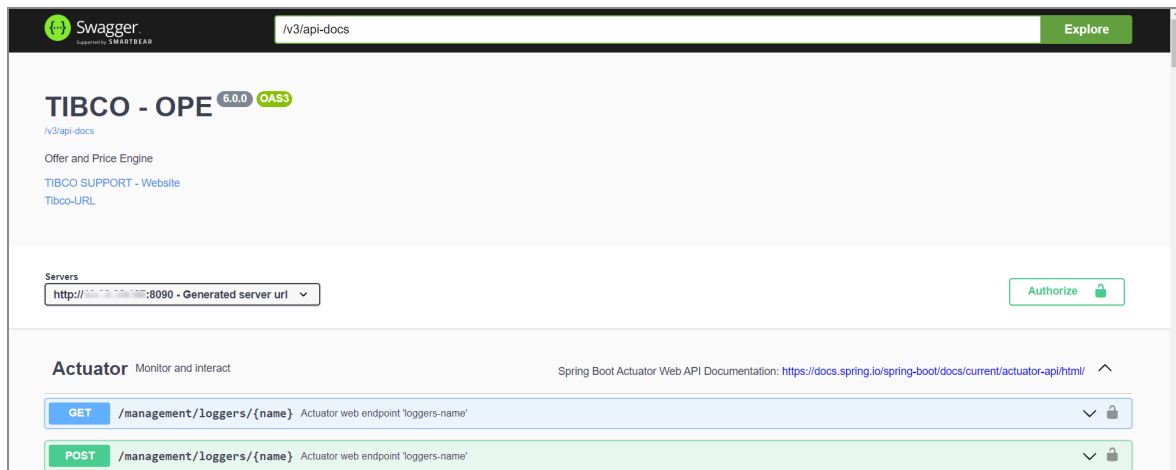 {··} Swagger.
Supported by SMARTBEAR
/v3/api-docs
Explore
TIBCO - OPE 6.0.0 OAS3
/v3/api-docs
Offer and Price Engine
TIBCO SUPPORT - Website
Tibco-URL
Servers
http:// :8090 - Generated server url
Authorize
Actuator Monitor and interact
Spring Boot Actuator Web API Documentation: https://docs.spring.io/spring-boot/docs/current/actuator-api/html/
GET /management/loggers/{name} Actuator web endpoint 'loggers-name'
POST /management/loggers/{name} Actuator web endpoint 'loggers-name'